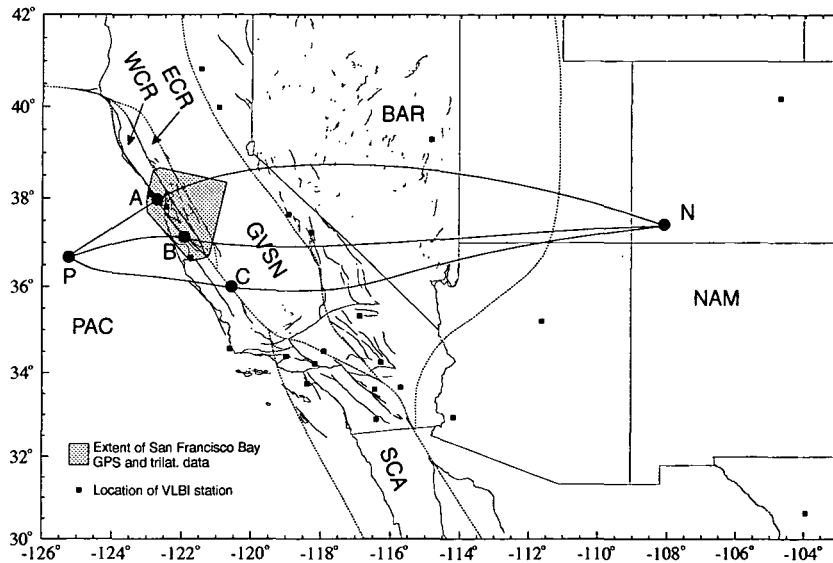 42°
40°
38°
36°
34°
32°
30°
WCR
ECR
BAR
A
N
B
GVSN
P
C
PAC
NAM
SCA
Extent of San Francisco Bay
GPS and trilat. data
Location of VLBI station
-126° -124° -122° -120° -118° -116° -114° -112° -110° -108° -106° -104°